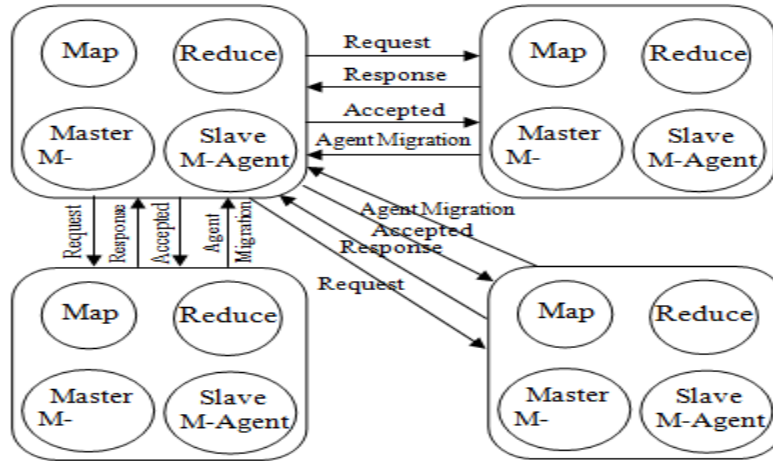 Map
Reduce
Master
M-
Slave
M-Agent
Request
Response
Accepted
Agent Migration
Map
Reduce
Master
M-
Slave
M-Agent
Request
Response
Accepted
Agent
Migration
Agent Migration
Accepted
Response
Request
Map
Reduce
Master
M-
Slave
M-Agent
Map
Reduce
Master
M-
Slave
M-Agent